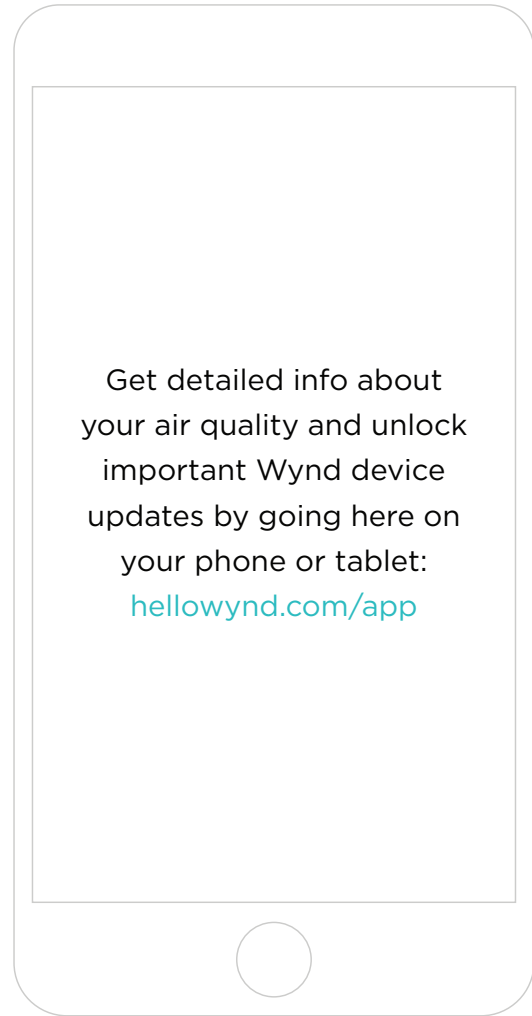 Get detailed info about
your air quality and unlock
important Wynd device
updates by going here on
your phone or tablet:
hellowynd.com/app